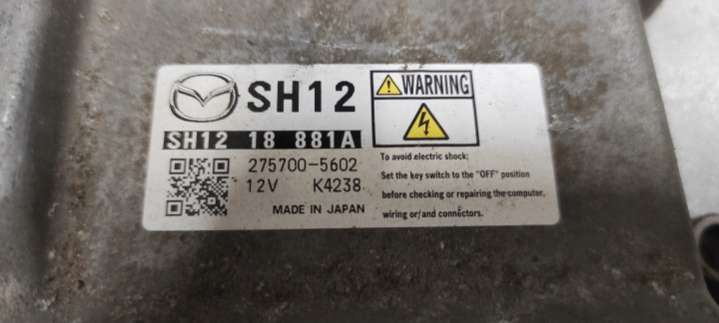 SH12
SH12 18 881A
275700-5602
12V K4238
MADE IN JAPAN
WARNING
To avoid electric shock;
Set the key switch to the "OFF" position
before checking or repairing the computer,
wiring or/and connectors.